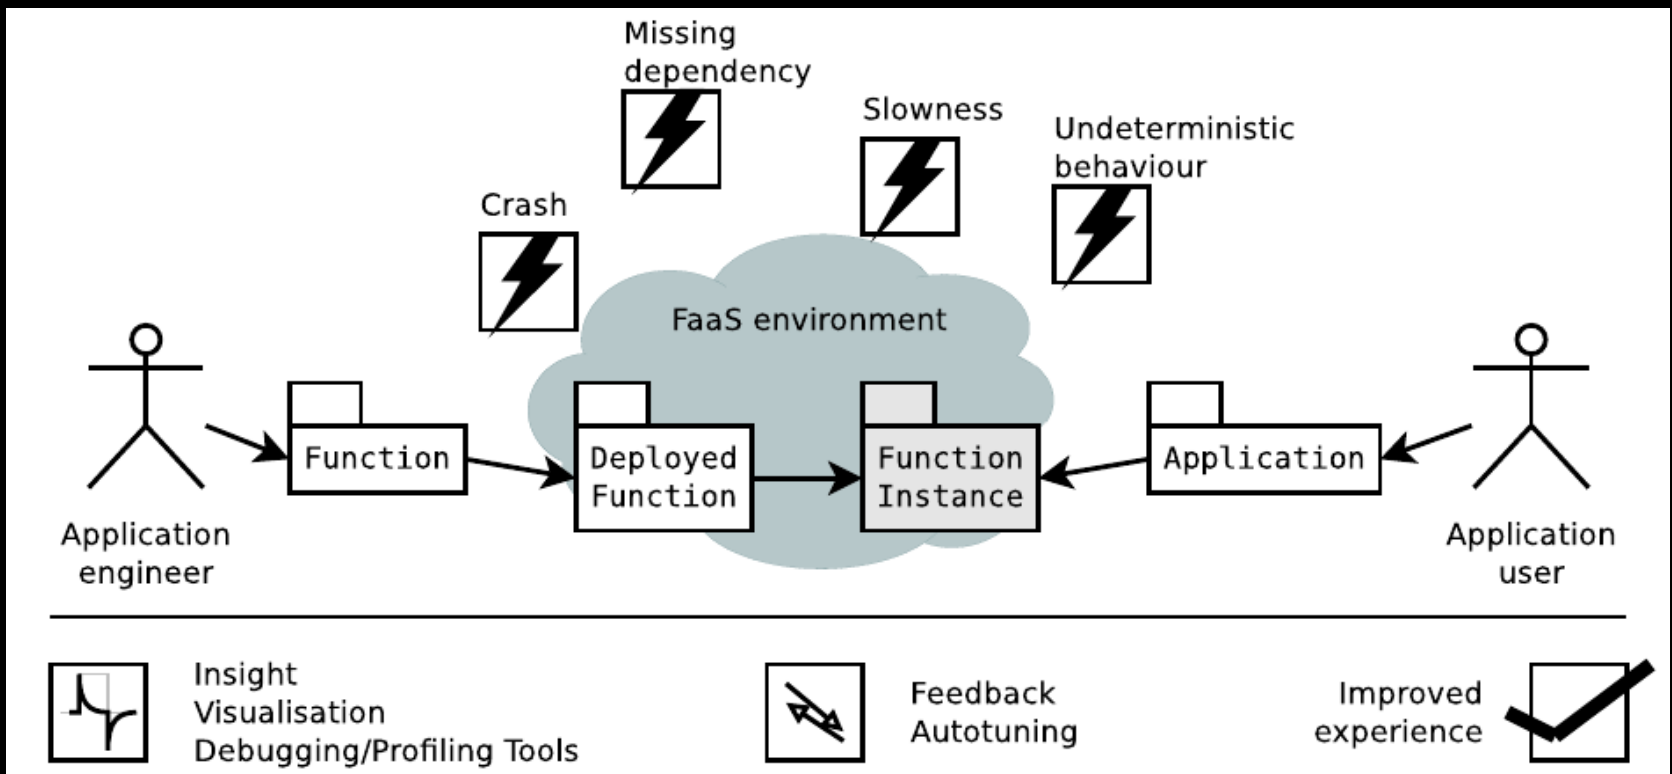 Missing
dependency
Slowness
Undeterministic
behaviour
Crash
FaaS environment
Function
Deployed
Function
Function
Instance
Application
Application
engineer
Application
user
Insight
Visualisation
Debugging/Profiling Tools
Feedback
Autotuning
Improved
experience